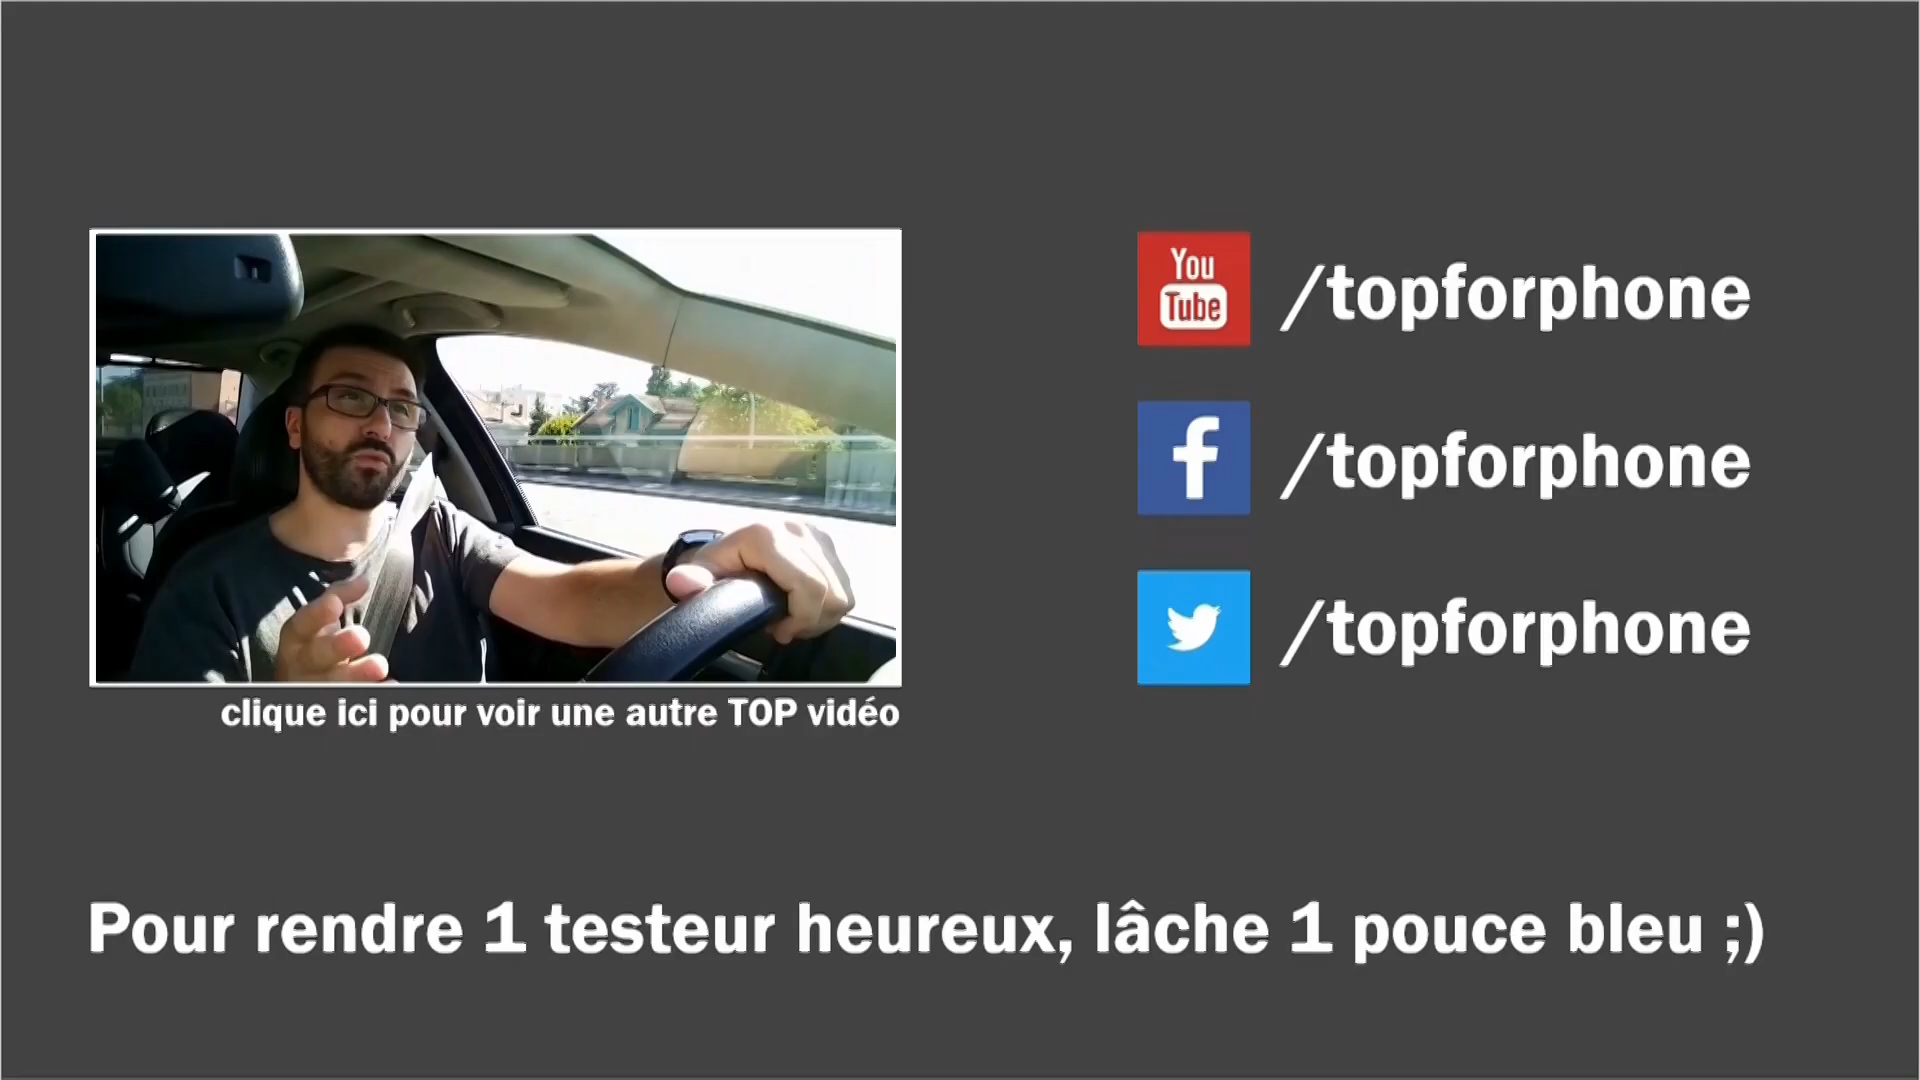 clique ici pour voir une autre TOP vidéo
You
Tube
/topforphone
f
/topforphone
/topforphone
Pour rendre 1 testeur heureux, lâche 1 pouce bleu ;)